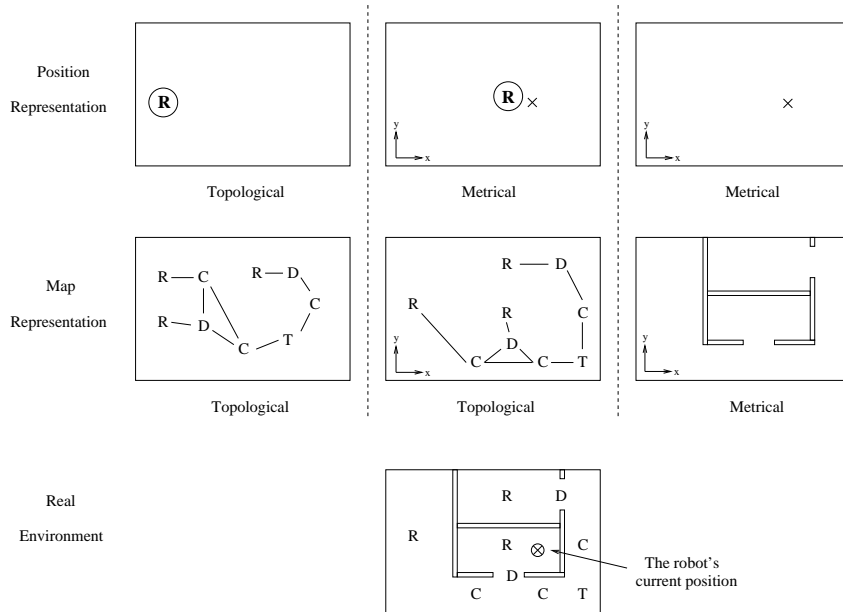 Position
Representation
R
R
y
x
y
x
Topological
Metrical
Metrical
Map
Representation
R C R D
R D C
C T
R D
R R C
D
C C T
y
x
Topological
Topological
Metrical
Real
Environment
R D
R R C
D
C C T
The robot's
current position